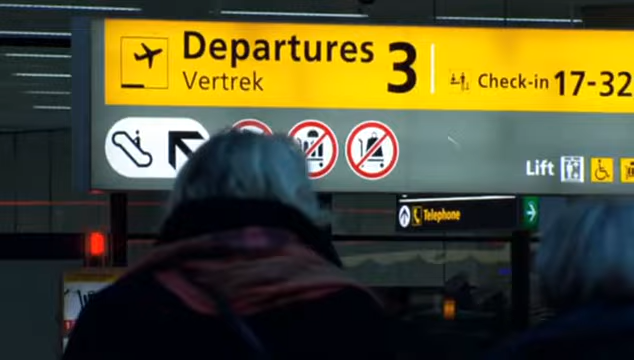 Departures 3
Vertrek
Check-in 17-32
Lift
Telephone